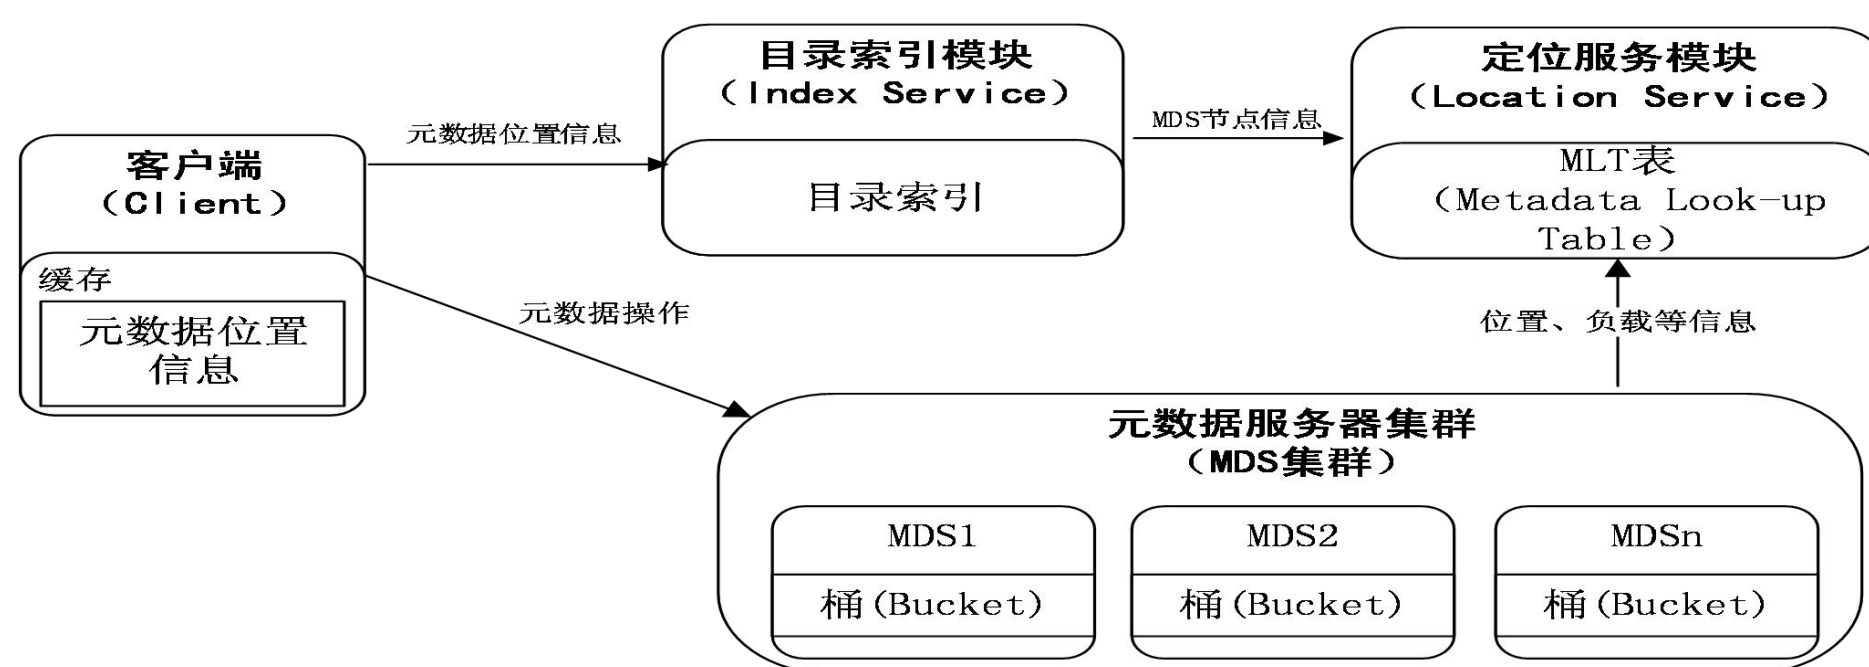 目录索引模块
（Index Service）
目录索引
定位服务模块
（Location Service）
MLT表
（Metadata Look-up
Table）
MDS节点信息
元数据位置信息
客户端
（Client）
缓存
元数据位置
信息
元数据操作
位置、负载等信息
元数据服务器集群
（MDS集群）
MDS1
桶(Bucket)
MDS2
桶(Bucket)
MDSn
桶(Bucket)